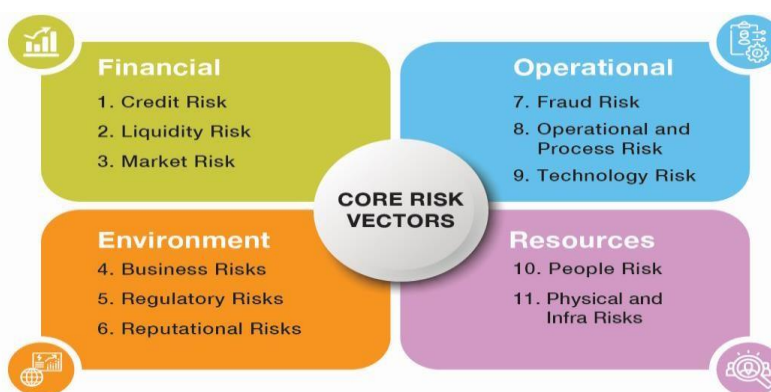 Financial
1. Credit Risk
2. Liquidity Risk
3. Market Risk
Operational
7. Fraud Risk
8. Operational and
Process Risk
9. Technology Risk
CORE RISK
VECTORS
Environment
4. Business Risks
5. Regulatory Risks
6. Reputational Risks
Resources
10. People Risk
11. Physical and
Infra Risks